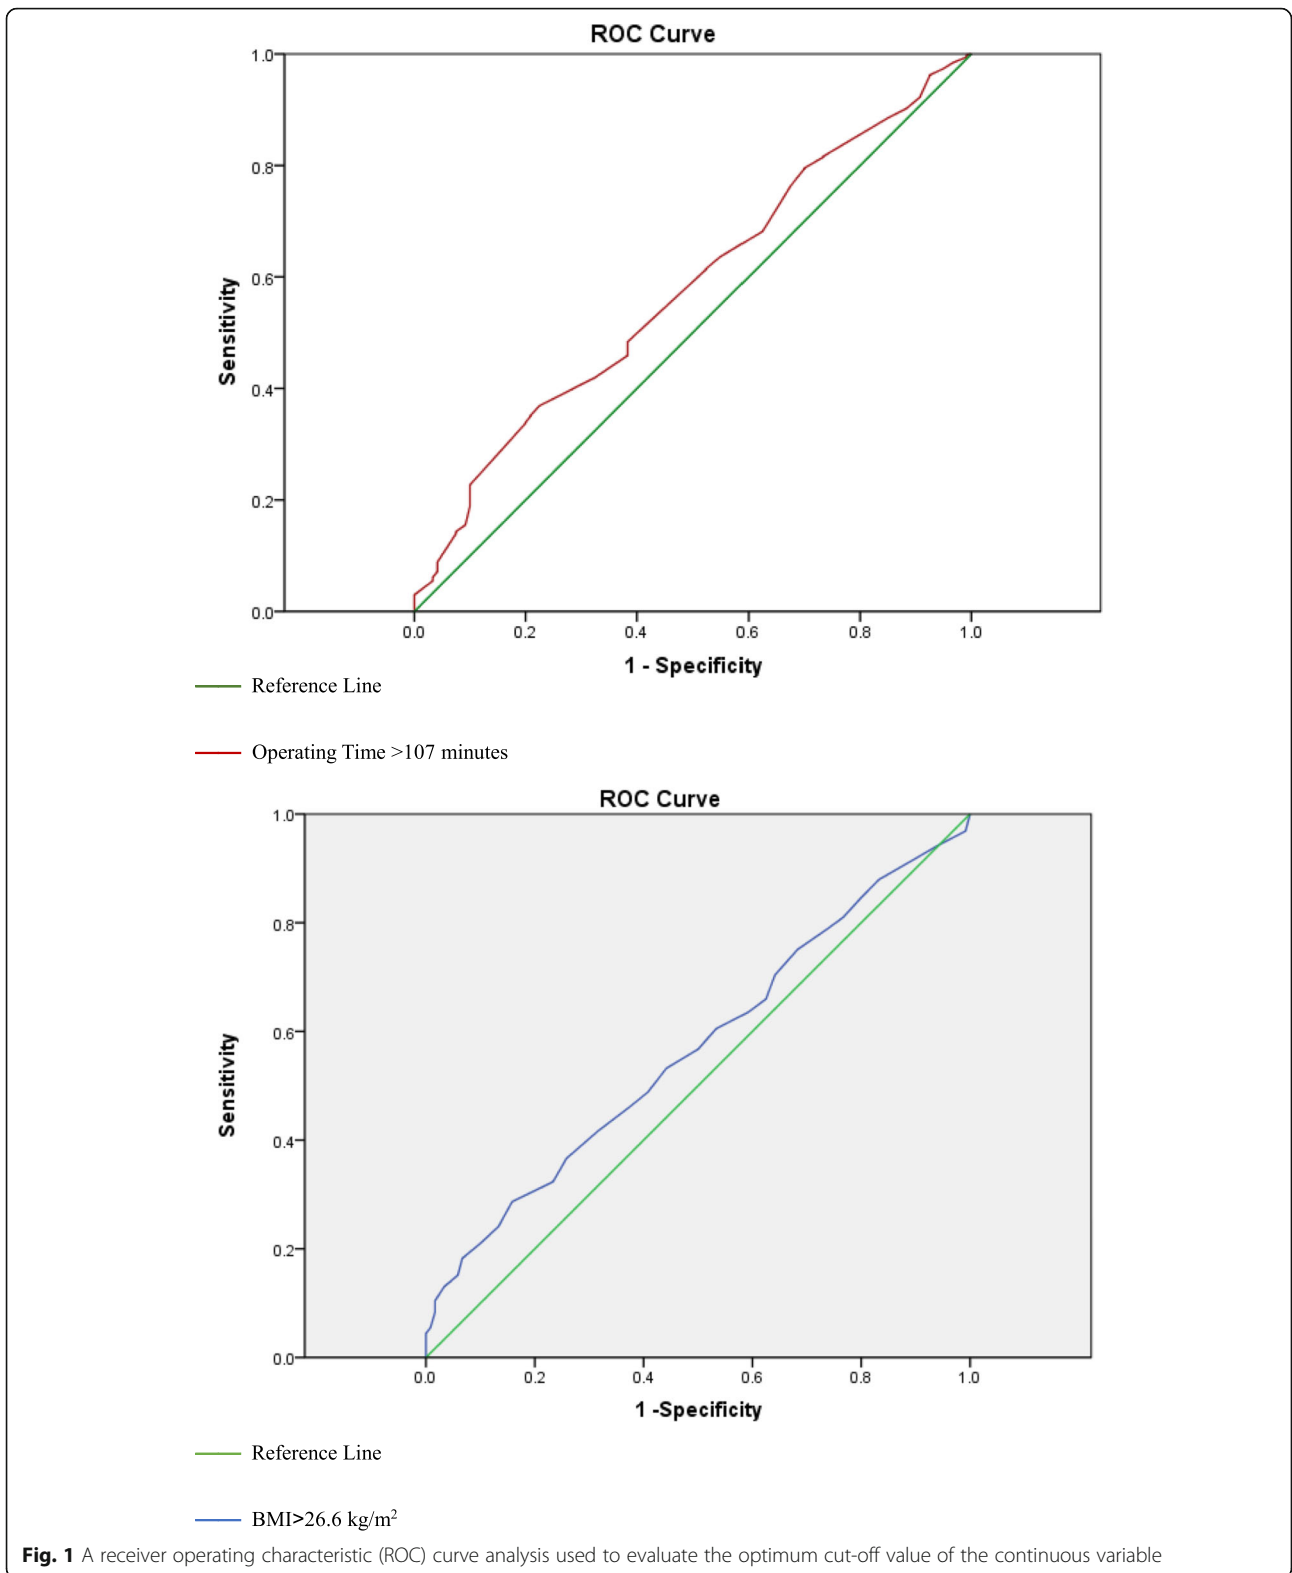 ROC Curve
1.0
0.8
0.6
0.4
0.2
0.0
Sensitivity
0.0 0.2 0.4 0.6 0.8 1.0
1 - Specificity
Reference Line
Operating Time >107 minutes
ROC Curve
1.0
0.8
0.6
0.4
0.2
0.0
Sensitivity
0.0 0.2 0.4 0.6 0.8 1.0
1 -Specificity
Reference Line
BMI>26.6 kg/m²
Fig. 1 A receiver operating characteristic (ROC) curve analysis used to evaluate the optimum cut-off value of the continuous variable